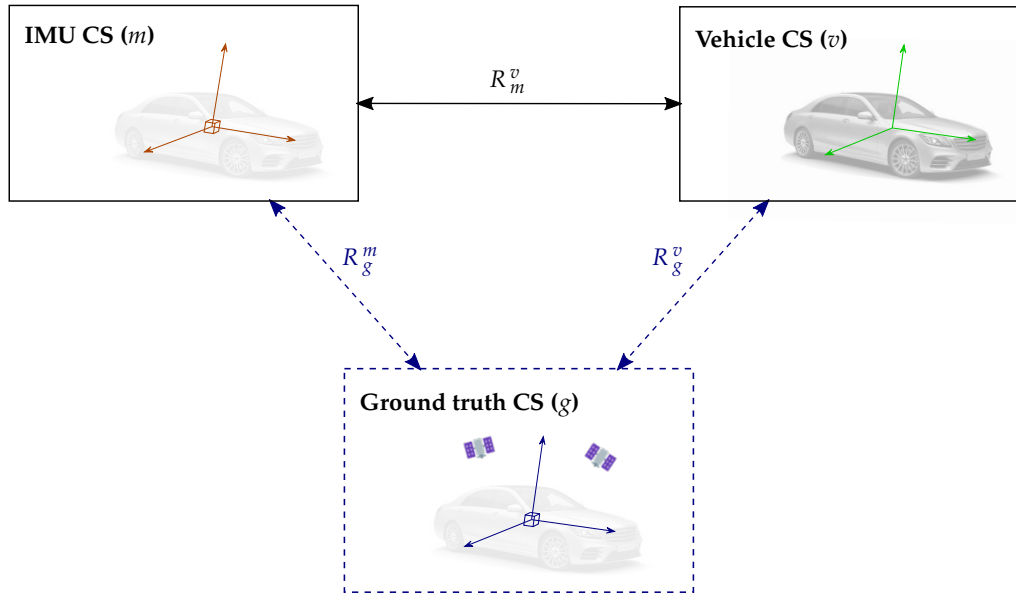 IMU CS (m)
Vehicle CS (v)
R_m^v
R_g^m
R_g^v
Ground truth CS (g)